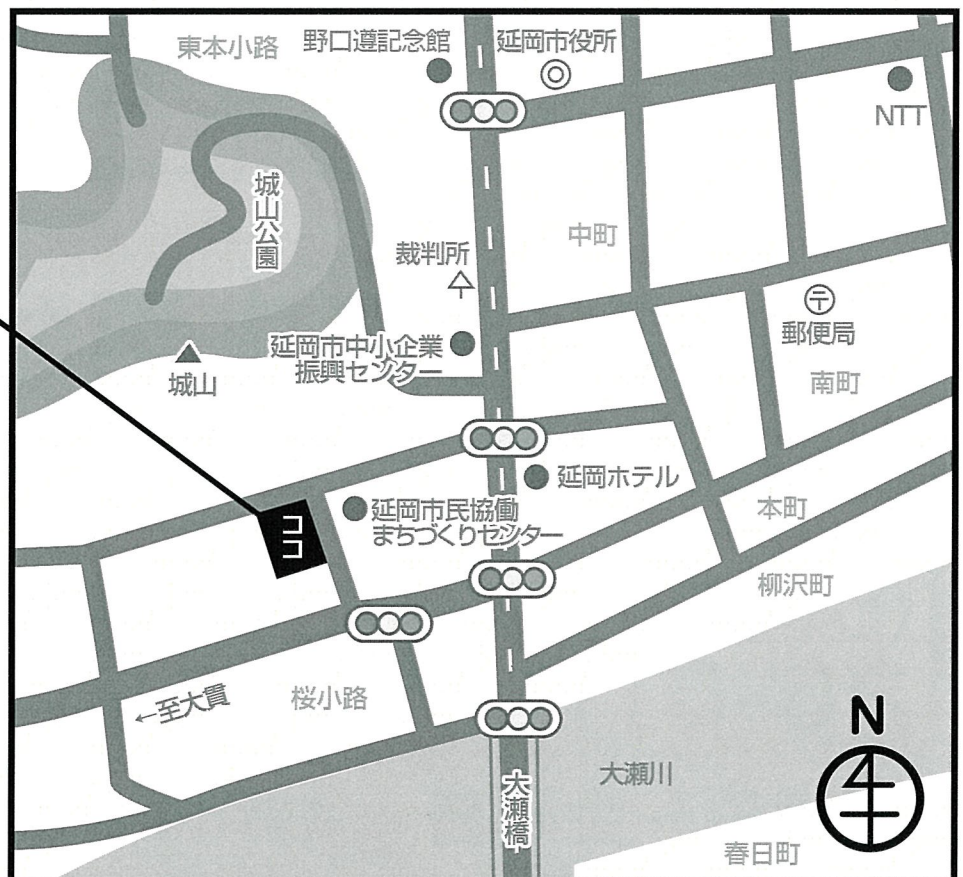 東本小路
野口遵記念館
延岡市役所
NTT
城山公園
中町
裁判所
郵便局
延岡市中小企業
振興センター
城山
南町
延岡ホテル
ココ
延岡市民協働
まちづくりセンター
本町
柳沢町
←至大貫
桜小路
N
大瀬川
大瀬橋
春日町